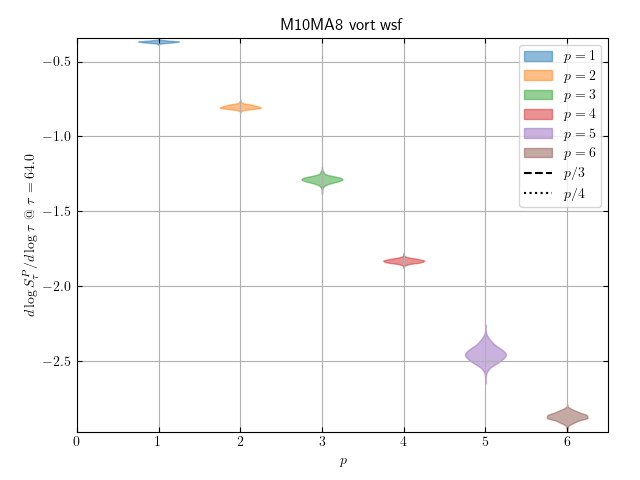 M10MA8 vort wsf
d log S_τ^P / d log τ @ τ = 64.0
−0.5
−1.0
−1.5
−2.0
−2.5
0 1 2 3 4 5 6
p
p = 1
p = 2
p = 3
p = 4
p = 5
p = 6
p/3
p/4